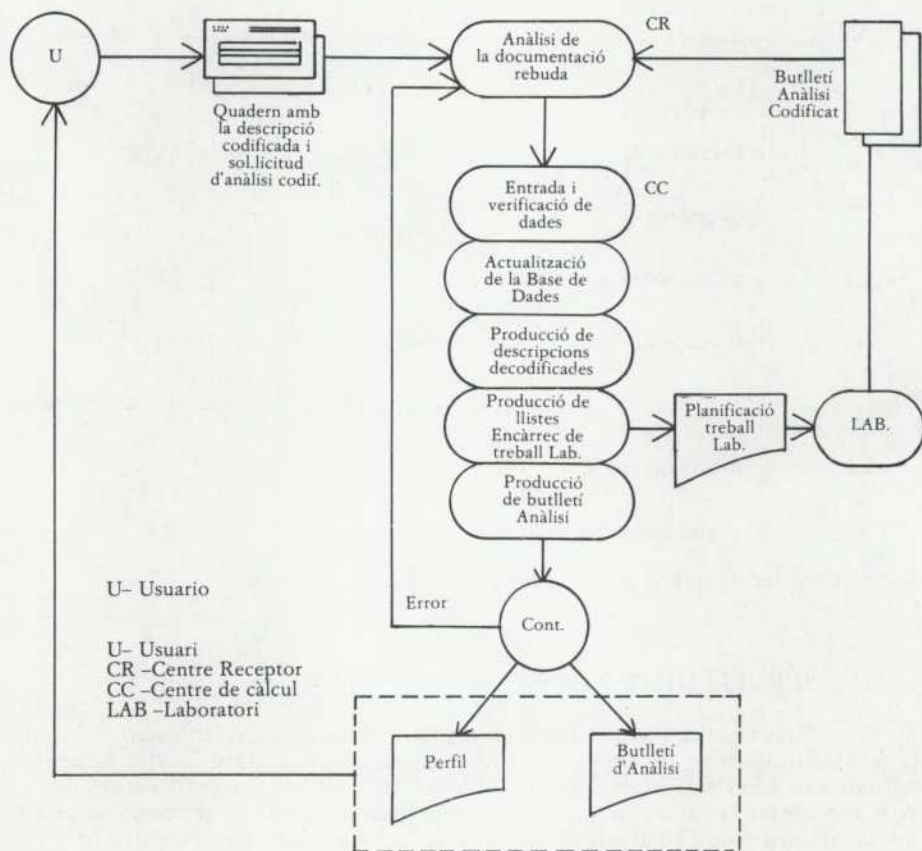 U
Quadern amb
la descripció
codificada i
sol.licitud
d'anàlisi codif.
Anàlisi de
la documentació
rebuda
CR
Butlletí
Anàlisi
Codificat
Entrada i
verificació de
dades
CC
Actualització
de la Base de
Dades
Producció de
descripcions
decodificades
Producció de
llistes
Encàrrec de
treball Lab.
Planificació
treball
Lab.
LAB.
Producció
de butlletí
Anàlisi
Error
Cont.
U– Usuario
U– Usuari
CR –Centre Receptor
CC –Centre de càlcul
LAB –Laboratori
Perfil
Butlletí
d'Anàlisi